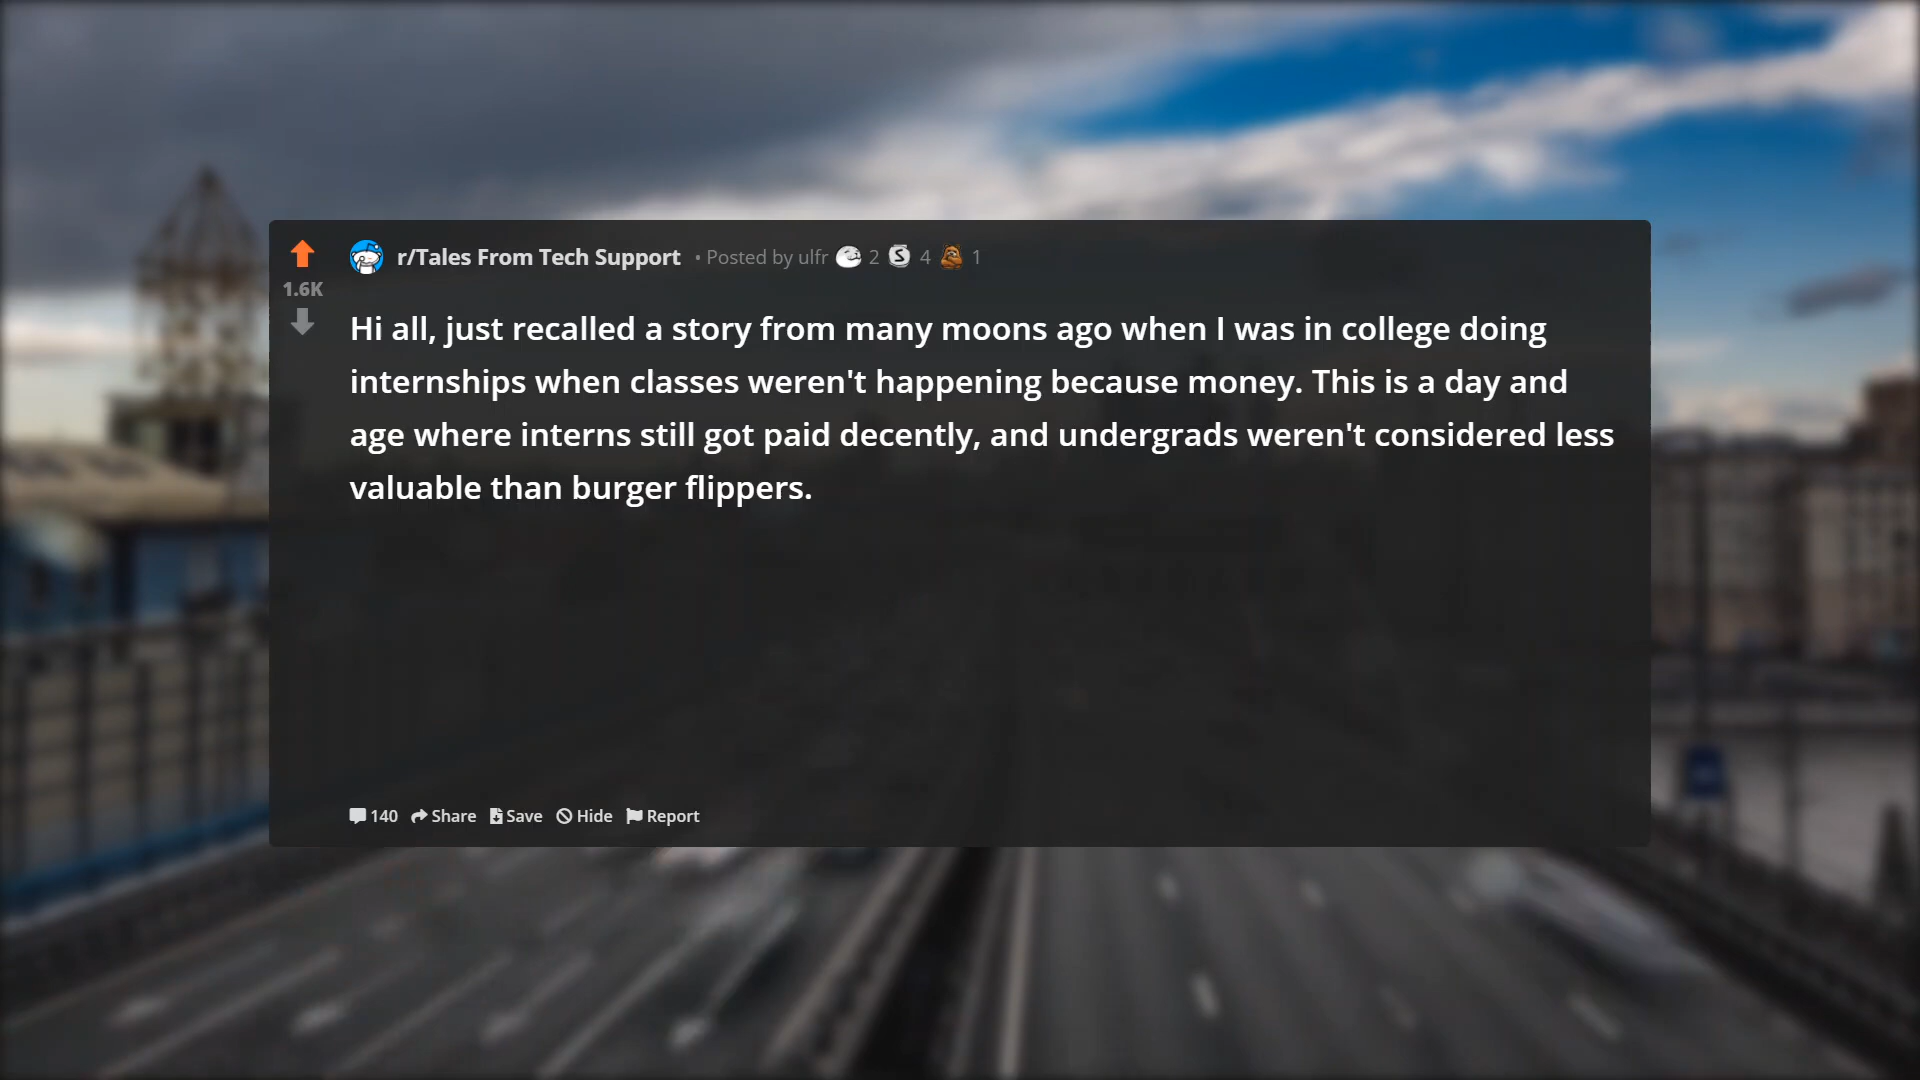 r/Tales From Tech Support • Posted by ulfr 2 4 1
1.6K
Hi all, just recalled a story from many moons ago when I was in college doing
internships when classes weren't happening because money. This is a day and
age where interns still got paid decently, and undergrads weren't considered less
valuable than burger flippers.
140 Share Save Hide Report